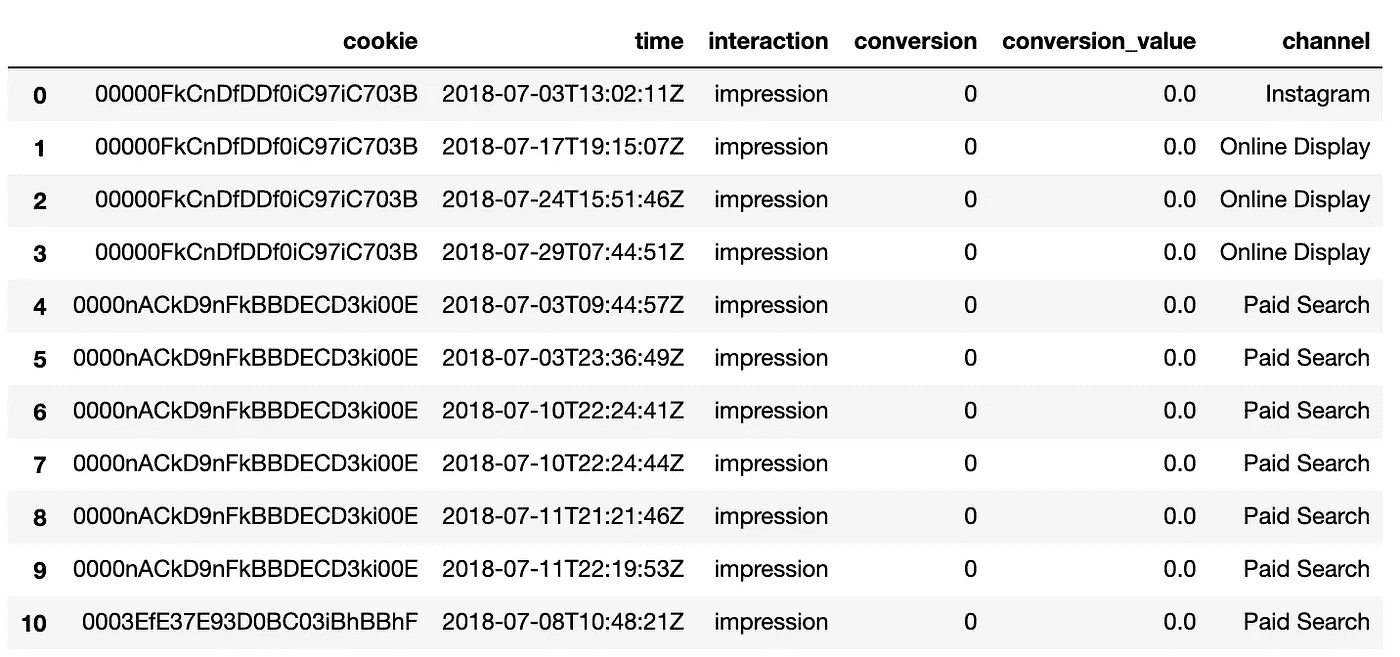 cookie time interaction conversion conversion_value channel
0 00000FkCnDfDDf0iC97iC703B 2018-07-03T13:02:11Z impression 0 0.0 Instagram
1 00000FkCnDfDDf0iC97iC703B 2018-07-17T19:15:07Z impression 0 0.0 Online Display
2 00000FkCnDfDDf0iC97iC703B 2018-07-24T15:51:46Z impression 0 0.0 Online Display
3 00000FkCnDfDDf0iC97iC703B 2018-07-29T07:44:51Z impression 0 0.0 Online Display
4 0000nACkD9nFkBBDECD3ki00E 2018-07-03T09:44:57Z impression 0 0.0 Paid Search
5 0000nACkD9nFkBBDECD3ki00E 2018-07-03T23:36:49Z impression 0 0.0 Paid Search
6 0000nACkD9nFkBBDECD3ki00E 2018-07-10T22:24:41Z impression 0 0.0 Paid Search
7 0000nACkD9nFkBBDECD3ki00E 2018-07-10T22:24:44Z impression 0 0.0 Paid Search
8 0000nACkD9nFkBBDECD3ki00E 2018-07-11T21:21:46Z impression 0 0.0 Paid Search
9 0000nACkD9nFkBBDECD3ki00E 2018-07-11T22:19:53Z impression 0 0.0 Paid Search
10 0003EfE37E93D0BC03iBhBBhF 2018-07-08T10:48:21Z impression 0 0.0 Paid Search